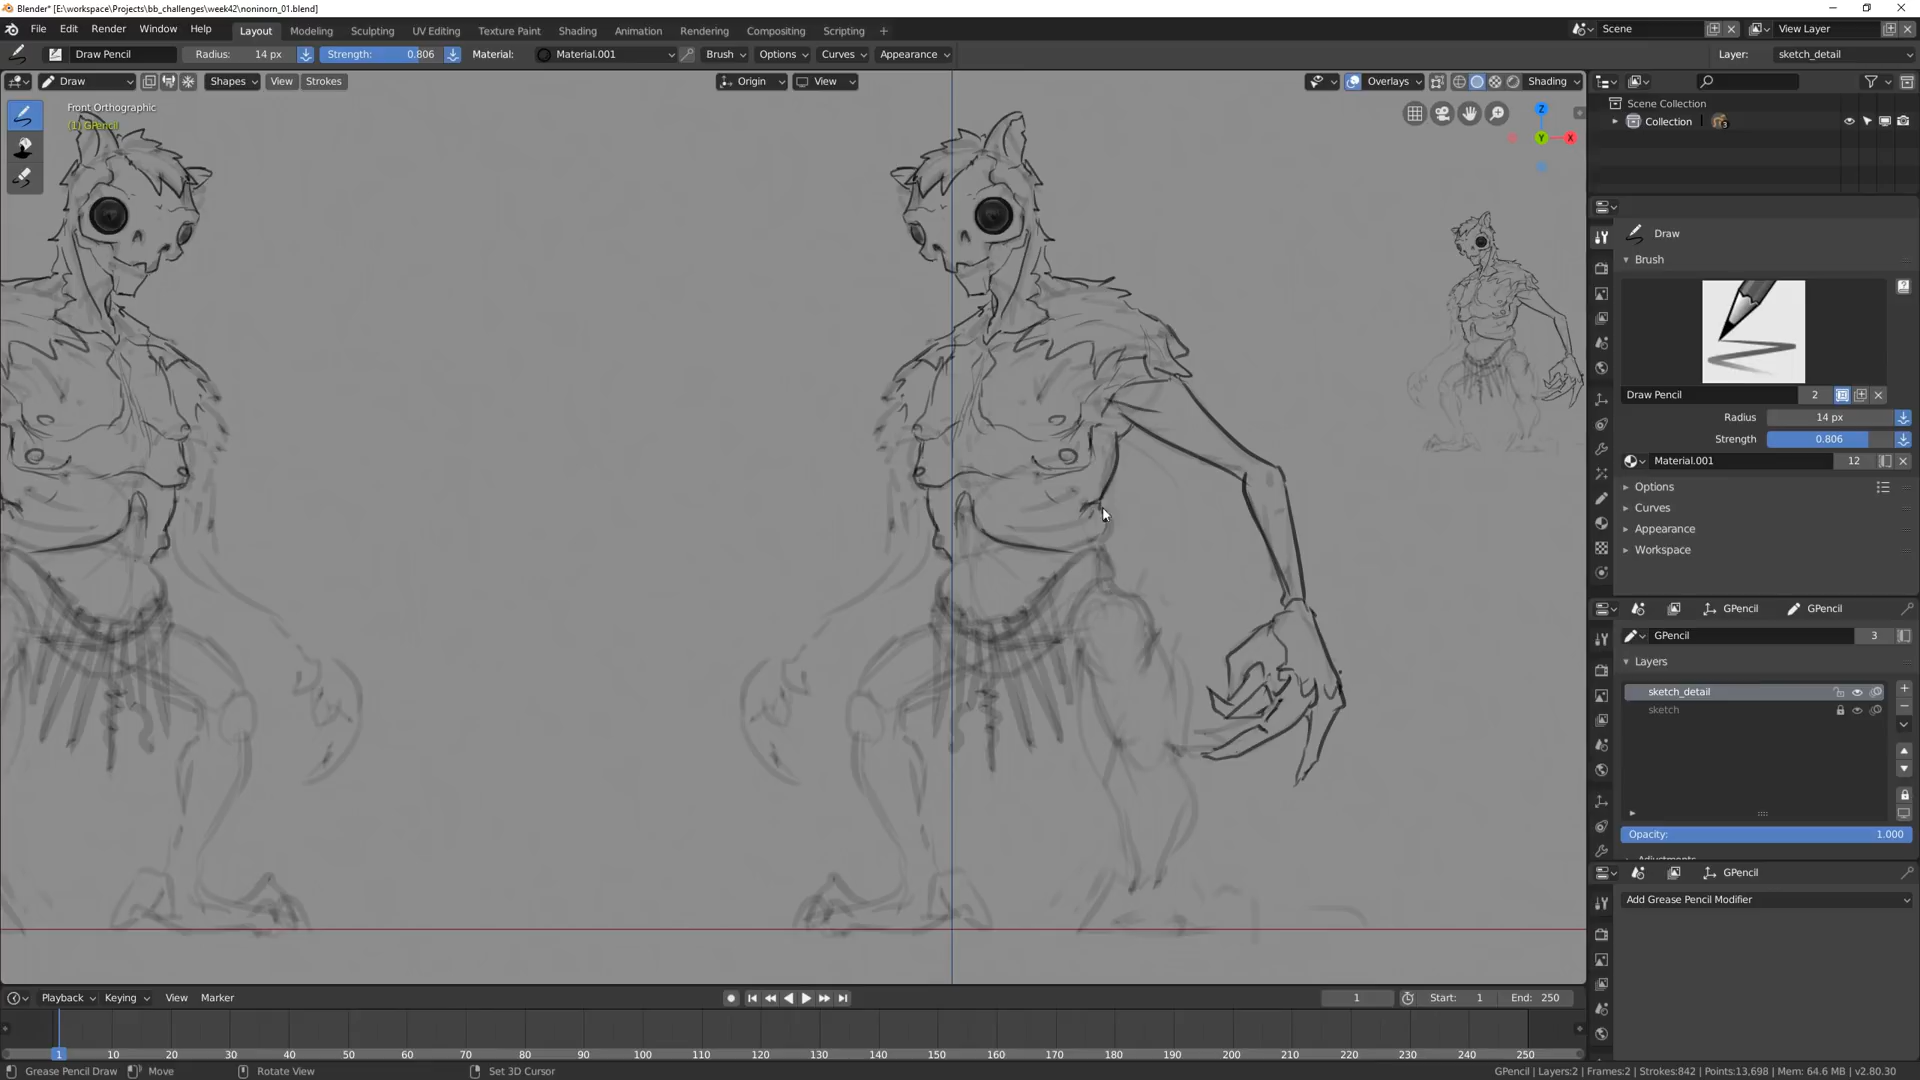 Blender* [E:\workspace\Projects\bb_challenges\week42\noninorn_01.blend]
File Edit Render Window Help Layout Modeling Sculpting UV Editing Texture Paint Shading Animation Rendering Compositing Scripting + Scene View Layer
Draw Pencil Radius: 14 px Strength: 0.806 Material: Material.001 Brush Options Curves Appearance Layer: sketch_detail
Draw Shapes View Strokes Origin View Overlays Shading
Front Orthographic
(1) GPencil
Z
Y
X
Scene Collection
Collection 3
Draw
Brush
Draw Pencil 2
Radius 14 px
Strength 0.806
Material.001 12
Options
Curves
Appearance
Workspace
GPencil GPencil
GPencil 3
Layers
sketch_detail
sketch
Opacity: 1.000
Adjustments
GPencil
Add Grease Pencil Modifier
Playback Keying View Marker 1 Start: 1 End: 250
1 10 20 30 40 50 60 70 80 90 100 110 120 130 140 150 160 170 180 190 200 210 220 230 240 250
Grease Pencil Draw Move Rotate View Set 3D Cursor GPencil | Layers:2 | Frames:2 | Strokes:842 | Points:13,698 | Mem: 64.6 MB | v2.80.30